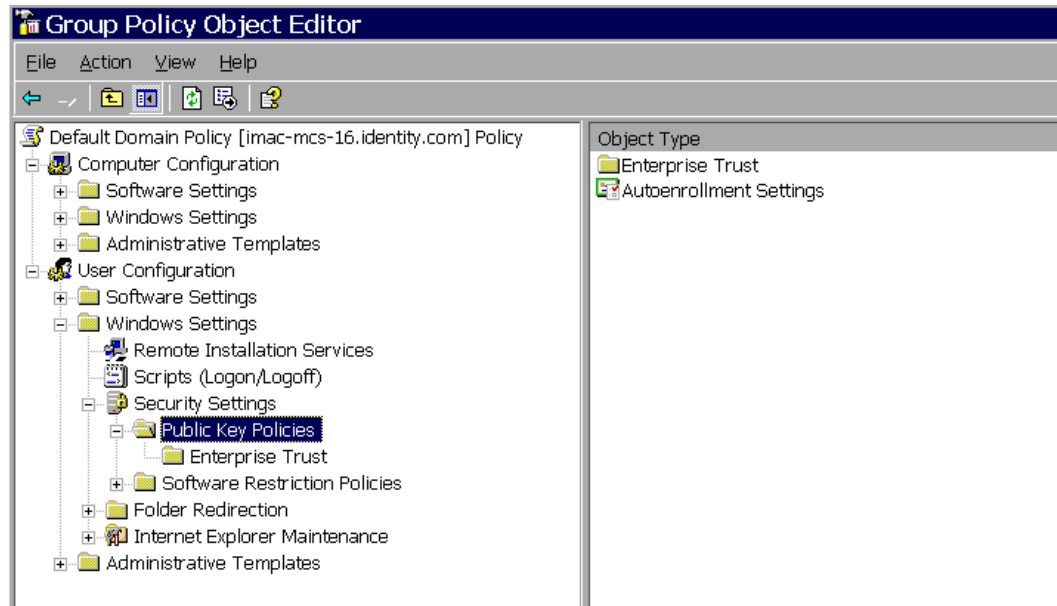 Group Policy Object Editor
File Action View Help
Default Domain Policy [imac-mcs-16.identity.com] Policy
Computer Configuration
Software Settings
Windows Settings
Administrative Templates
User Configuration
Software Settings
Windows Settings
Remote Installation Services
Scripts (Logon/Logoff)
Security Settings
Public Key Policies
Enterprise Trust
Software Restriction Policies
Folder Redirection
Internet Explorer Maintenance
Administrative Templates
Object Type
Enterprise Trust
Autoenrollment Settings